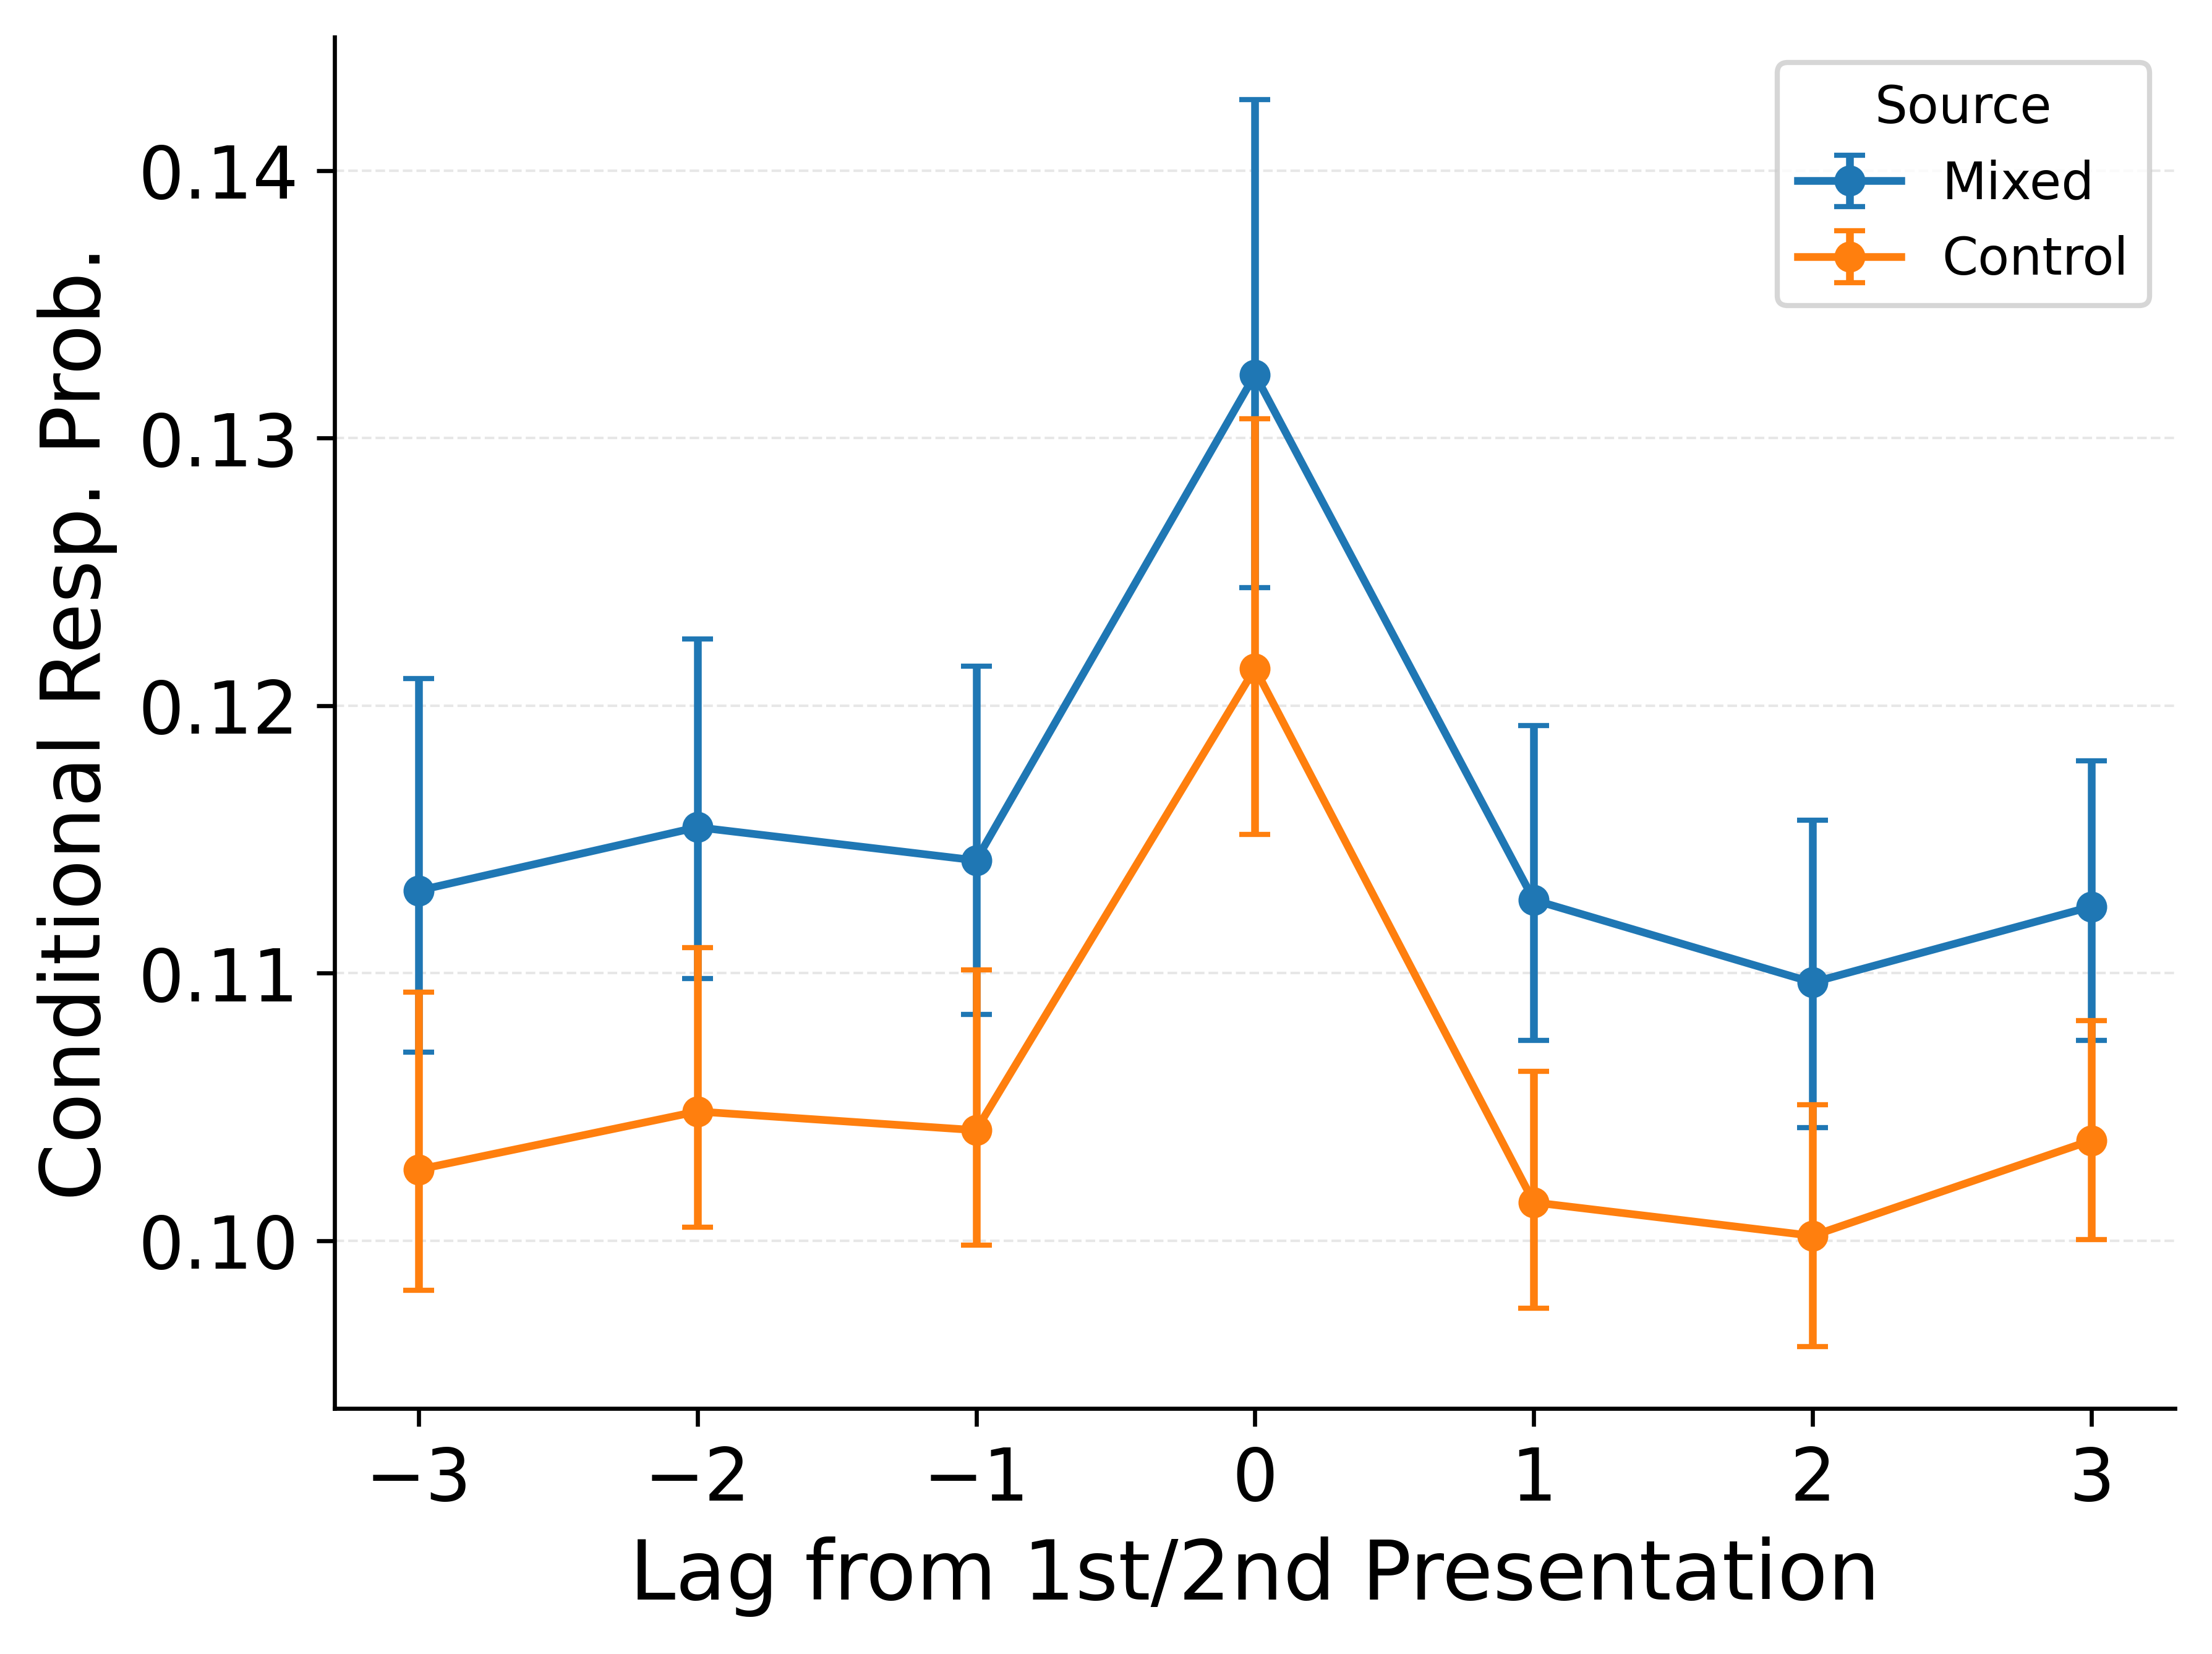 Source
Mixed
Control
Conditional Resp. Prob.
0.14
0.13
0.12
0.11
0.10
−3 −2 −1 0 1 2 3
Lag from 1st/2nd Presentation